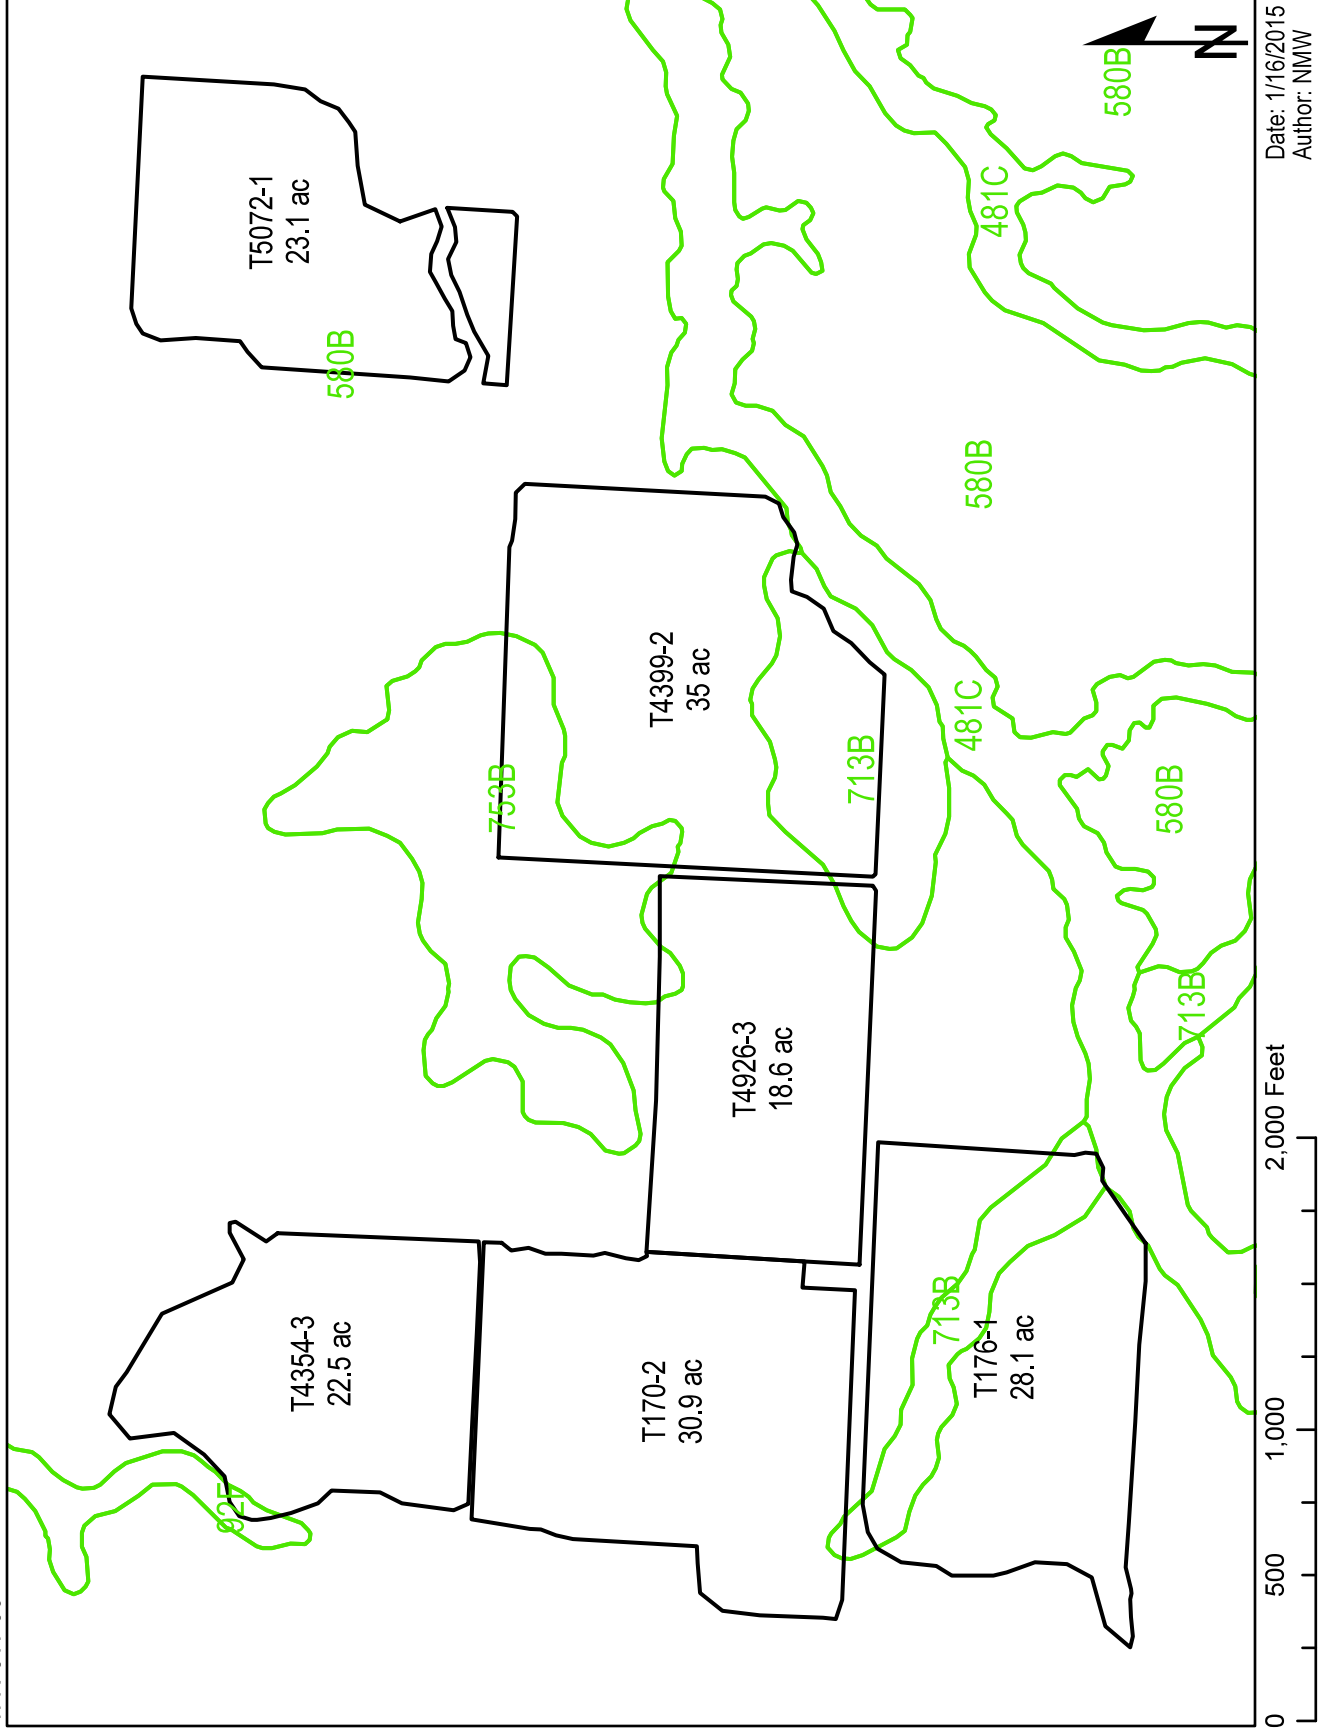 T5072-1
23.1 ac
580B
T4399-2
35 ac
753B
713B
481C
580B
481C
580B
T4926-3
18.6 ac
T4354-3
22.5 ac
T170-2
30.9 ac
713B
T176-1
28.1 ac
580B
713B
N
0
500
1,000
2,000 Feet
Date: 1/16/2015
Author: NMW